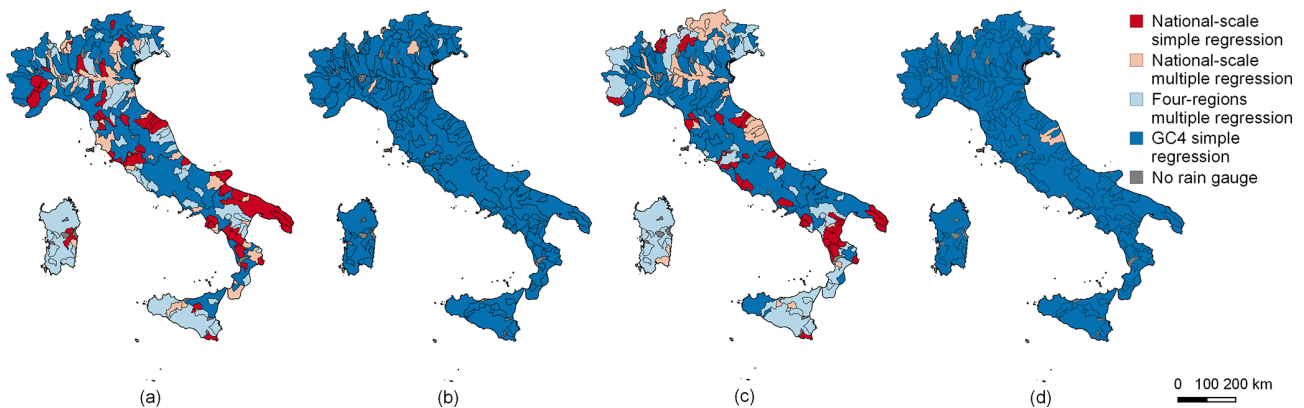 National-scale
simple regression
National-scale
multiple regression
Four-regions
multiple regression
GC4 simple
regression
No rain gauge
(a)
(b)
(c)
(d)
0 100 200 km